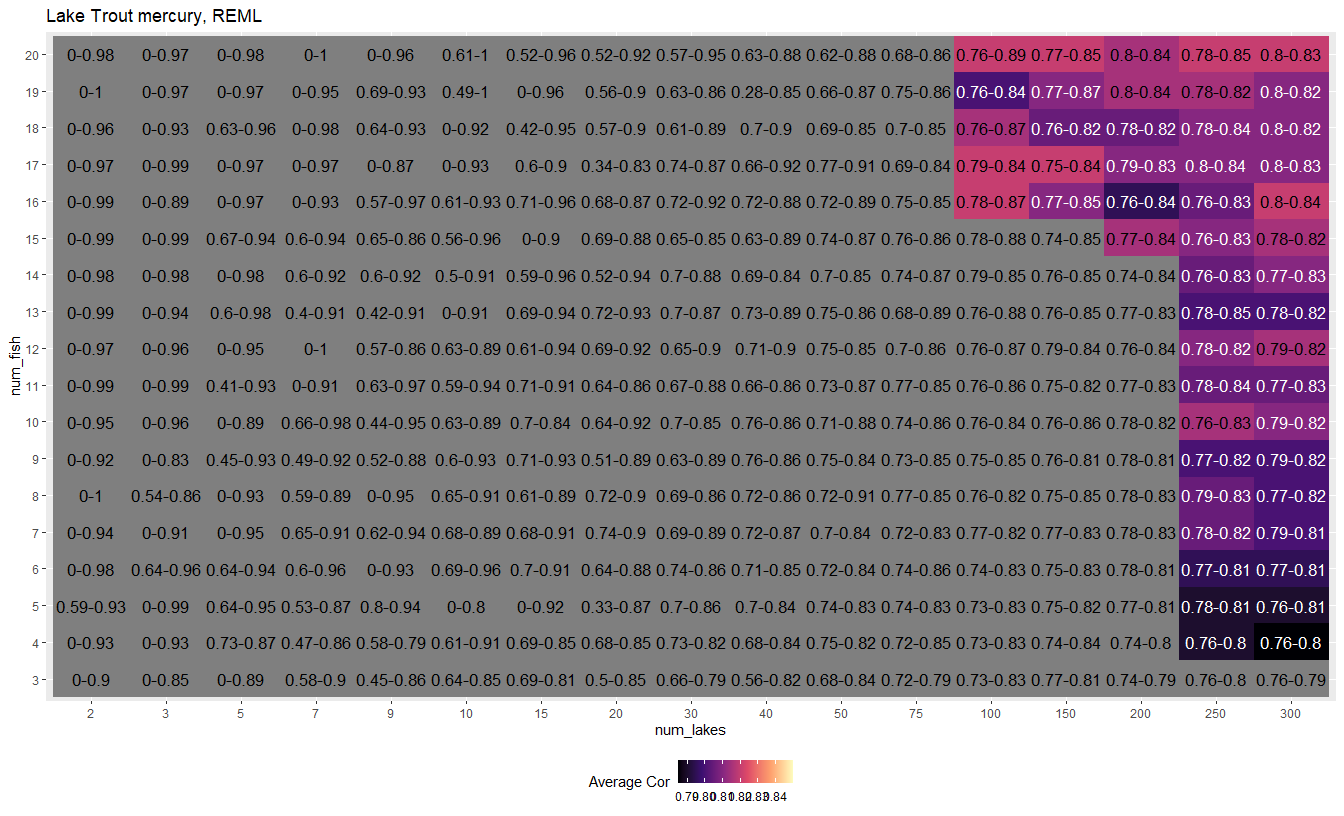 Lake Trout mercury, REML
20 0-0.98 0-0.97 0-0.98 0-1 0-0.96 0.61-1 0.52-0.96 0.52-0.92 0.57-0.95 0.63-0.88 0.62-0.88 0.68-0.86 0.76-0.89 0.77-0.85 0.8-0.84 0.78-0.85 0.8-0.83
19 0-1 0-0.97 0-0.97 0-0.95 0.69-0.93 0.49-1 0-0.96 0.56-0.9 0.63-0.86 0.28-0.85 0.66-0.87 0.75-0.86 0.76-0.84 0.77-0.87 0.8-0.84 0.78-0.82 0.8-0.82
18 0-0.96 0-0.93 0.63-0.96 0-0.98 0.64-0.93 0-0.92 0.42-0.95 0.57-0.9 0.61-0.89 0.7-0.9 0.69-0.85 0.7-0.85 0.76-0.87 0.76-0.82 0.78-0.82 0.78-0.84 0.8-0.82
17 0-0.97 0-0.99 0-0.97 0-0.97 0-0.87 0-0.93 0.6-0.9 0.34-0.83 0.74-0.87 0.66-0.92 0.77-0.91 0.69-0.84 0.79-0.84 0.75-0.84 0.79-0.83 0.8-0.84 0.8-0.83
16 0-0.99 0-0.89 0-0.97 0-0.93 0.57-0.97 0.61-0.93 0.71-0.96 0.68-0.87 0.72-0.92 0.72-0.88 0.72-0.89 0.75-0.85 0.78-0.87 0.77-0.85 0.76-0.84 0.76-0.83 0.8-0.84
15 0-0.99 0-0.99 0.67-0.94 0.6-0.94 0.65-0.86 0.56-0.96 0-0.9 0.69-0.88 0.65-0.85 0.63-0.89 0.74-0.87 0.76-0.86 0.78-0.88 0.74-0.85 0.77-0.84 0.76-0.83 0.78-0.82
14 0-0.98 0-0.98 0-0.98 0.6-0.92 0.6-0.92 0.5-0.91 0.59-0.96 0.52-0.94 0.7-0.88 0.69-0.84 0.7-0.85 0.74-0.87 0.79-0.85 0.76-0.85 0.74-0.84 0.76-0.83 0.77-0.83
13 0-0.99 0-0.94 0.6-0.98 0.4-0.91 0.42-0.91 0-0.91 0.69-0.94 0.72-0.93 0.7-0.87 0.73-0.89 0.75-0.86 0.68-0.89 0.76-0.88 0.76-0.85 0.77-0.83 0.78-0.85 0.78-0.82
12 0-0.97 0-0.96 0-0.95 0-1 0.57-0.86 0.63-0.89 0.61-0.94 0.69-0.92 0.65-0.9 0.71-0.9 0.75-0.85 0.7-0.86 0.76-0.87 0.79-0.84 0.76-0.84 0.78-0.82 0.79-0.82
11 0-0.99 0-0.99 0.41-0.93 0-0.91 0.63-0.97 0.59-0.94 0.71-0.91 0.64-0.86 0.67-0.88 0.66-0.86 0.73-0.87 0.77-0.85 0.76-0.86 0.75-0.82 0.77-0.83 0.78-0.84 0.77-0.83
10 0-0.95 0-0.96 0-0.89 0.66-0.98 0.44-0.95 0.63-0.89 0.7-0.84 0.64-0.92 0.7-0.85 0.76-0.86 0.71-0.88 0.74-0.86 0.76-0.84 0.76-0.86 0.78-0.82 0.76-0.83 0.79-0.82
9 0-0.92 0-0.83 0.45-0.93 0.49-0.92 0.52-0.88 0.6-0.93 0.71-0.93 0.51-0.89 0.63-0.89 0.76-0.86 0.75-0.84 0.73-0.85 0.75-0.85 0.76-0.81 0.78-0.81 0.77-0.82 0.79-0.82
8 0-1 0.54-0.86 0-0.93 0.59-0.89 0-0.95 0.65-0.91 0.61-0.89 0.72-0.9 0.69-0.86 0.72-0.86 0.72-0.91 0.77-0.85 0.76-0.82 0.75-0.85 0.78-0.83 0.79-0.83 0.77-0.82
7 0-0.94 0-0.91 0-0.95 0.65-0.91 0.62-0.94 0.68-0.89 0.68-0.91 0.74-0.9 0.69-0.89 0.72-0.87 0.7-0.84 0.72-0.83 0.77-0.82 0.77-0.83 0.78-0.83 0.78-0.82 0.79-0.81
6 0-0.98 0.64-0.96 0.64-0.94 0.6-0.96 0-0.93 0.69-0.96 0.7-0.91 0.64-0.88 0.74-0.86 0.71-0.85 0.72-0.84 0.74-0.86 0.74-0.83 0.75-0.83 0.78-0.81 0.77-0.81 0.77-0.81
5 0.59-0.93 0-0.99 0.64-0.95 0.53-0.87 0.8-0.94 0-0.8 0-0.92 0.33-0.87 0.7-0.86 0.7-0.84 0.74-0.83 0.74-0.83 0.73-0.83 0.75-0.82 0.77-0.81 0.78-0.81 0.76-0.81
4 0-0.93 0-0.93 0.73-0.87 0.47-0.86 0.58-0.79 0.61-0.91 0.69-0.85 0.68-0.85 0.73-0.82 0.68-0.84 0.75-0.82 0.72-0.85 0.73-0.83 0.74-0.84 0.74-0.8 0.76-0.8 0.76-0.8
3 0-0.9 0-0.85 0-0.89 0.58-0.9 0.45-0.86 0.64-0.85 0.69-0.81 0.5-0.85 0.66-0.79 0.56-0.82 0.68-0.84 0.72-0.79 0.73-0.83 0.77-0.81 0.74-0.79 0.76-0.8 0.76-0.79
num_fish
2 3 5 7 9 10 15 20 30 40 50 75 100 150 200 250 300
num_lakes
Average Cor
0.79 0.80 0.81 0.82 0.83 0.84